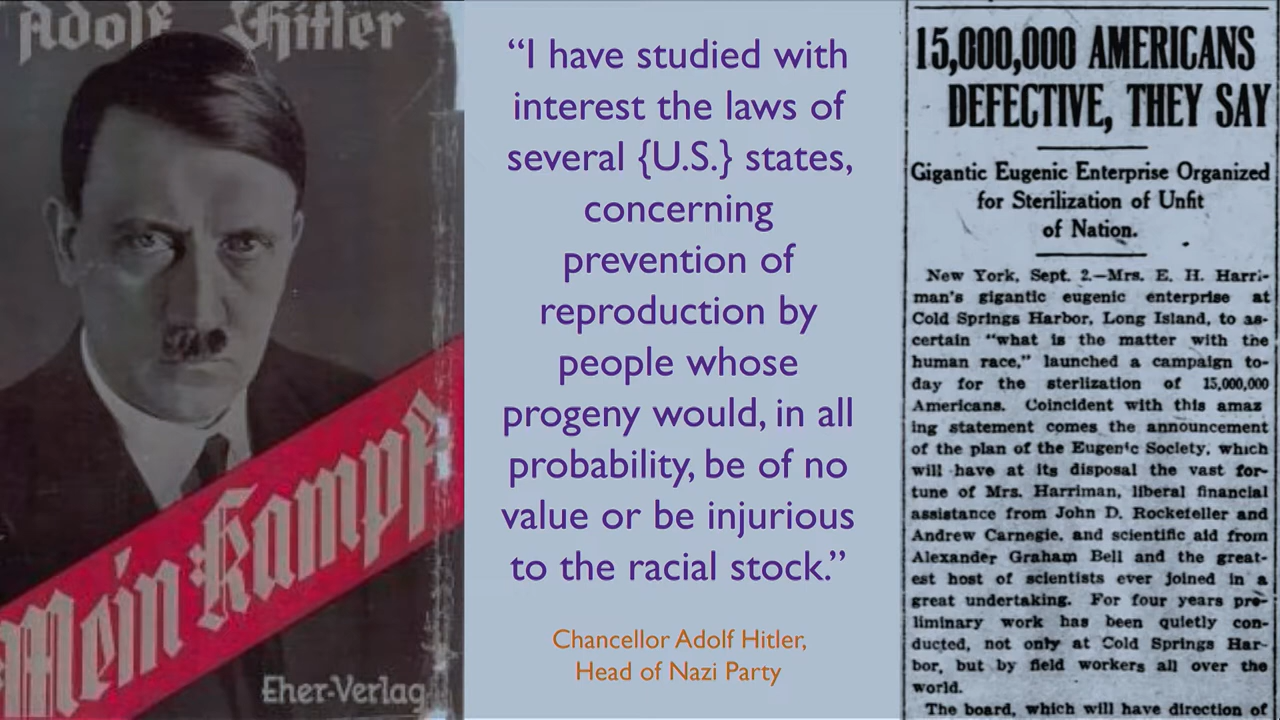 Adolf Hitler
Mein Kampf
Eher-Verlag
“I have studied with
interest the laws of
several {U.S.} states,
concerning
prevention of
reproduction by
people whose
progeny would, in all
probability, be of no
value or be injurious
to the racial stock.”
Chancellor Adolf Hitler,
Head of Nazi Party
15,000,000 AMERICANS
DEFECTIVE, THEY SAY
Gigantic Eugenic Enterprise Organized
for Sterilization of Unfit
of Nation.
New York, Sept. 2.—Mrs. E. H. Harri-
man's gigantic eugenic enterprise at
Cold Springs Harbor, Long Island, to as-
certain "what is the matter with the
human race," launched a campaign to-
day for the sterlization of 15,000,000
Americans. Coincident with this amaz
ing statement comes the announcement
of the plan of the Eugenic Society, which
will have at its disposal the vast for-
tune of Mrs. Harriman, liberal financial
assistance from John D. Rockefeller and
Andrew Carnegie, and scientific aid from
Alexander Graham Bell and the great-
est host of scientists ever joined in a
great undertaking. For four years pre-
liminary work has been quietly con-
ducted, not only at Cold Springs Har-
bor, but by field workers all over the
world.
The board, which will have direction of